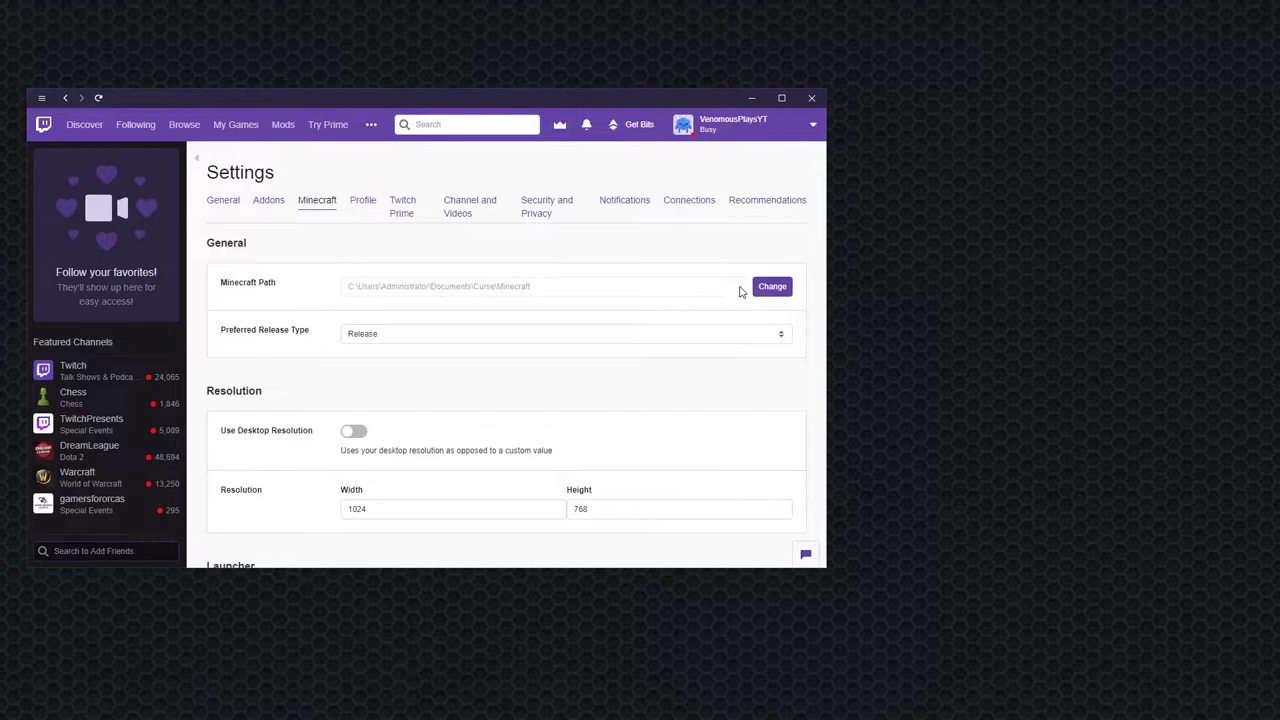 Discover Following Browse My Games Mods Try Prime Search Get Bits VenomousPlaysYT
Busy
Follow your favorites!
They'll show up here for
easy access!
Featured Channels
Twitch
Talk Shows & Podca... 24,065
Chess
Chess 1,846
TwitchPresents
Special Events 5,089
DreamLeague
Dota 2 48,694
Warcraft
World of Warcraft 13,250
gamersfororcas
Special Events 295
Search to Add Friends
Settings
General Addons Minecraft Profile Twitch Prime Channel and Videos Security and Privacy Notifications Connections Recommendations
General
Minecraft Path C:\Users\Administrator\Documents\Curse\Minecraft Change
Preferred Release Type Release
Resolution
Use Desktop Resolution
Uses your desktop resolution as opposed to a custom value
Resolution Width Height
1024 768
Launcher